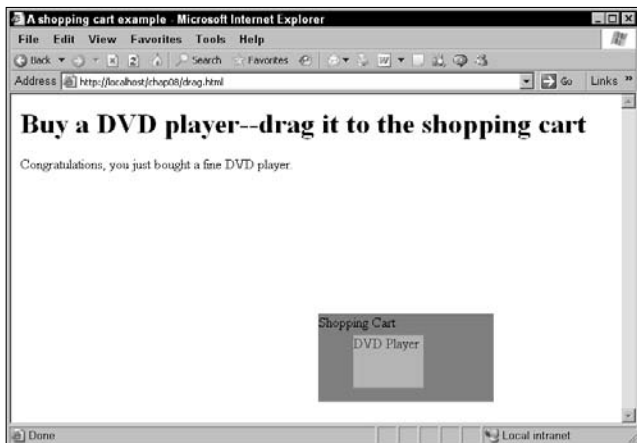 A shopping cart example - Microsoft Internet Explorer
File Edit View Favorites Tools Help
Back Search Favorites
Address http://localhost/chap08/drag.html Go Links »
Buy a DVD player--drag it to the shopping cart
Congratulations, you just bought a fine DVD player.
Shopping Cart
DVD Player
Done Local intranet